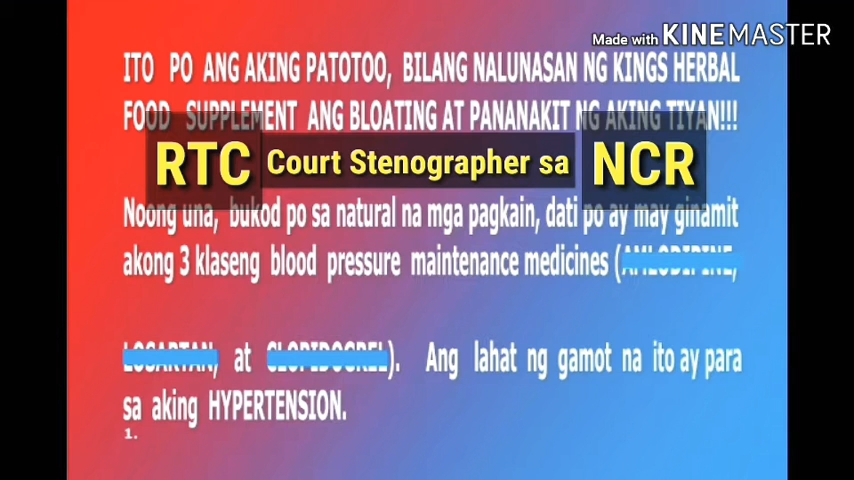 Made with KINEMASTER
ITO PO ANG AKING PATOTOO, BILANG NALUNASAN NG KINGS HERBAL
FOOD SUPPLEMENT ANG BLOATING AT PANANAKIT NG AKING TIYAN!!!
RTC Court Stenographer sa NCR
Noong una, bukod po sa natural na mga pagkain, dati po ay may ginamit
akong 3 klaseng blood pressure maintenance medicines (AMLODIPINE,
LOSARTAN, at CLOPIDOGREL). Ang lahat ng gamot na ito ay para
sa aking HYPERTENSION.
1.